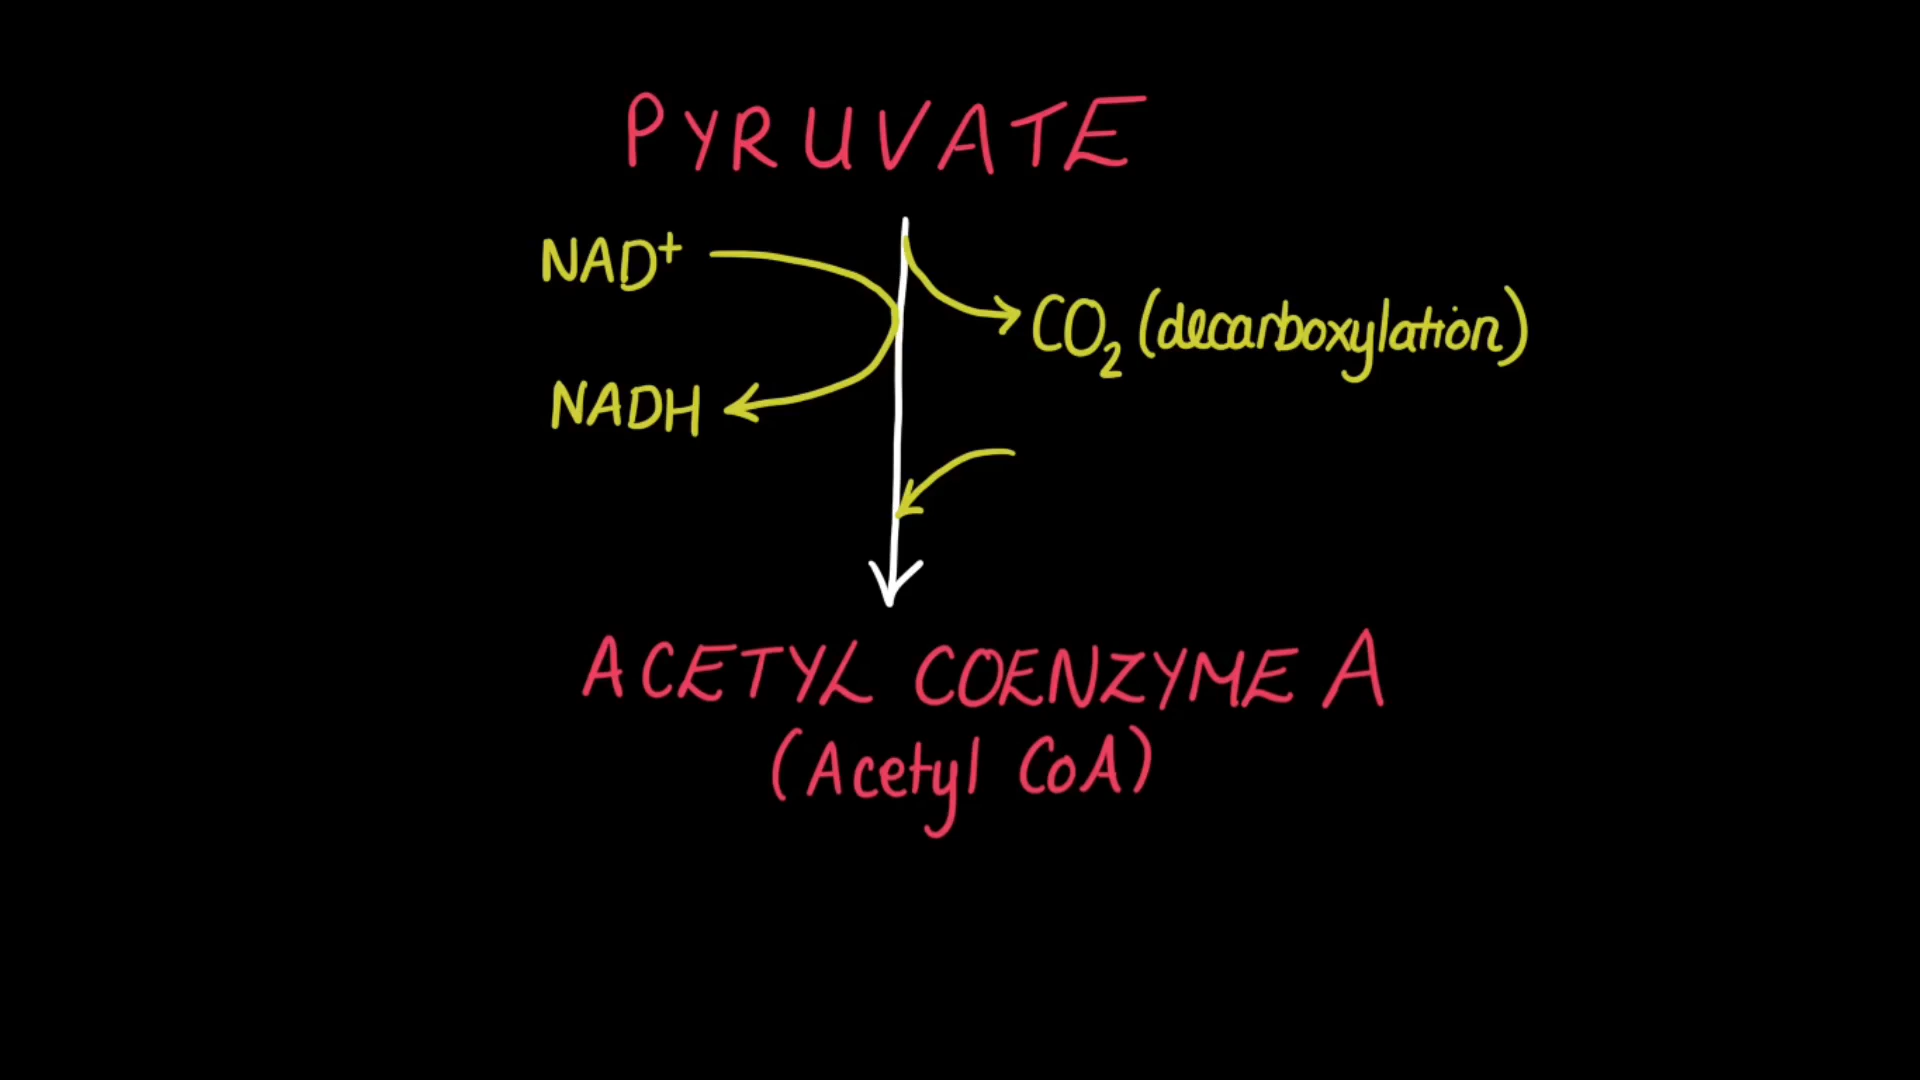 PYRUVATE
NAD⁺
CO₂ (decarboxylation)
NADH
ACETYL COENZYME A
(Acetyl CoA)